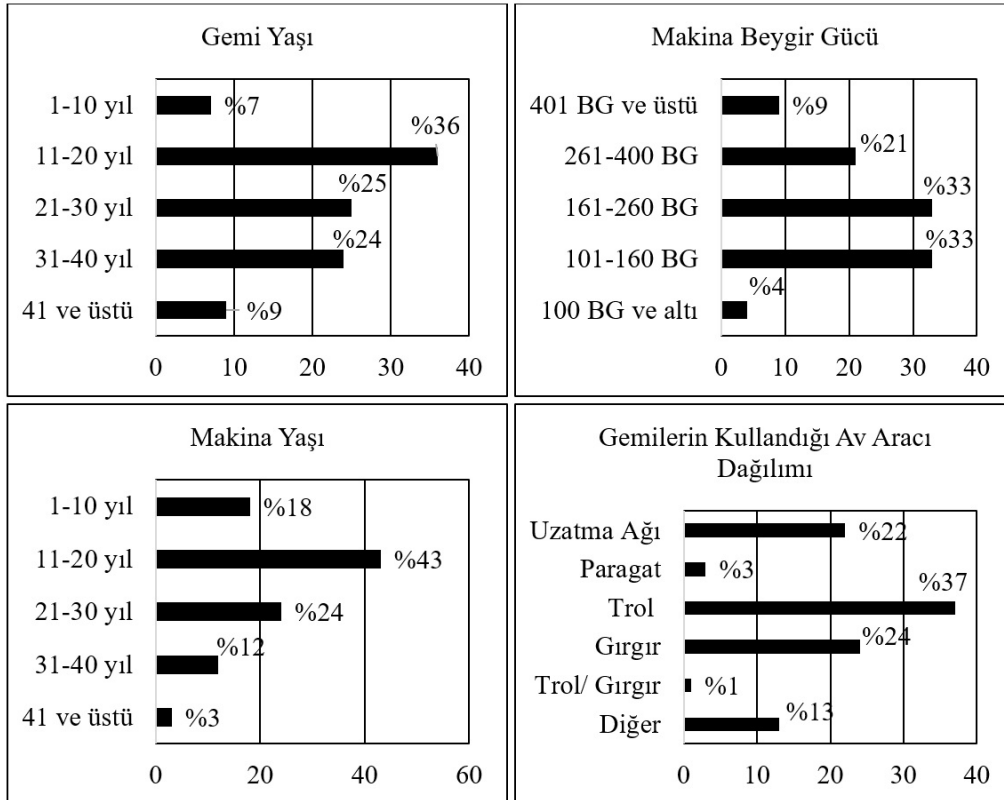 Gemi Yaşı
1-10 yıl %7
11-20 yıl %36
21-30 yıl %25
31-40 yıl %24
41 ve üstü %9
0 10 20 30 40
Makina Beygir Gücü
401 BG ve üstü %9
261-400 BG %21
161-260 BG %33
101-160 BG %33
100 BG ve altı %4
0 10 20 30 40
Makina Yaşı
1-10 yıl %18
11-20 yıl %43
21-30 yıl %24
31-40 yıl %12
41 ve üstü %3
0 20 40 60
Gemilerin Kullandığı Av Aracı
Dağılımı
Uzatma Ağı %22
Paragat %3
Trol %37
Gırgır %24
Trol/ Gırgır %1
Diğer %13
0 10 20 30 40